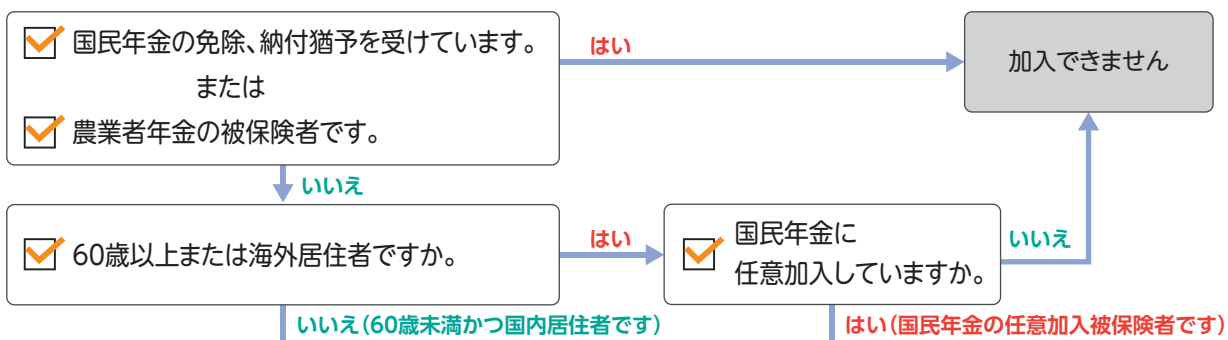 国民年金の免除、納付猶予を受けています。
または
農業者年金の被保険者です。
はい
加入できません
いいえ
60歳以上または海外居住者ですか。
はい
国民年金に
任意加入していますか。
いいえ
いいえ(60歳未満かつ国内居住者です)
はい(国民年金の任意加入被保険者です)